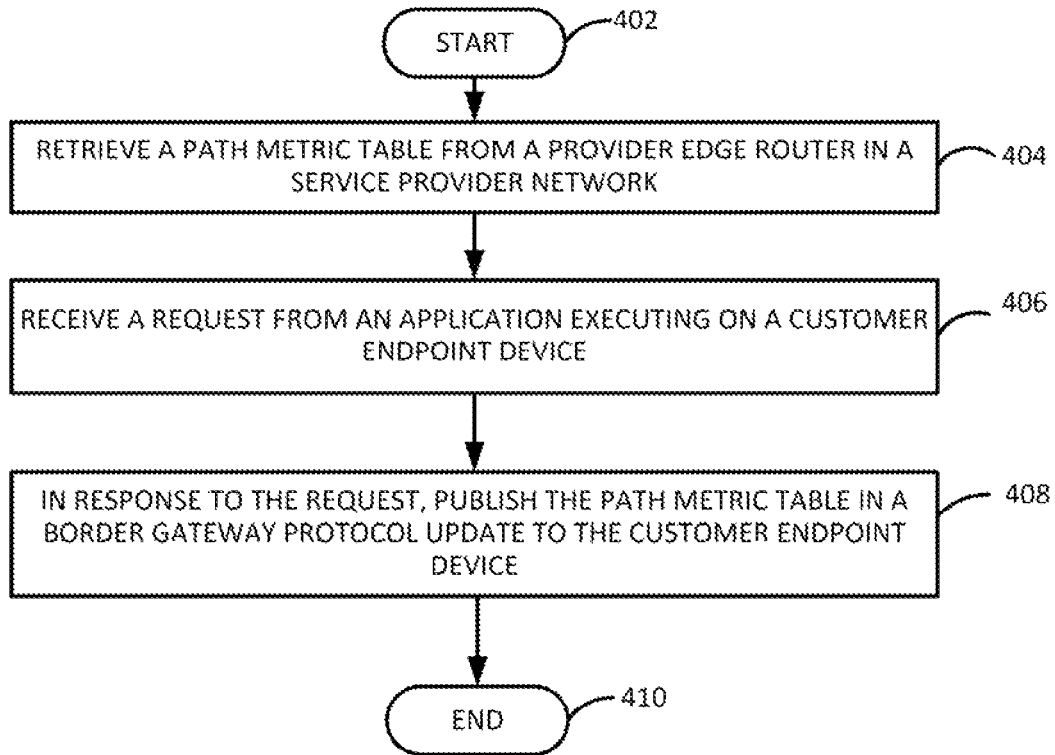 START
402
RETRIEVE A PATH METRIC TABLE FROM A PROVIDER EDGE ROUTER IN A
SERVICE PROVIDER NETWORK
404
RECEIVE A REQUEST FROM AN APPLICATION EXECUTING ON A CUSTOMER
ENDPOINT DEVICE
406
IN RESPONSE TO THE REQUEST, PUBLISH THE PATH METRIC TABLE IN A
BORDER GATEWAY PROTOCOL UPDATE TO THE CUSTOMER ENDPOINT
DEVICE
408
END
410